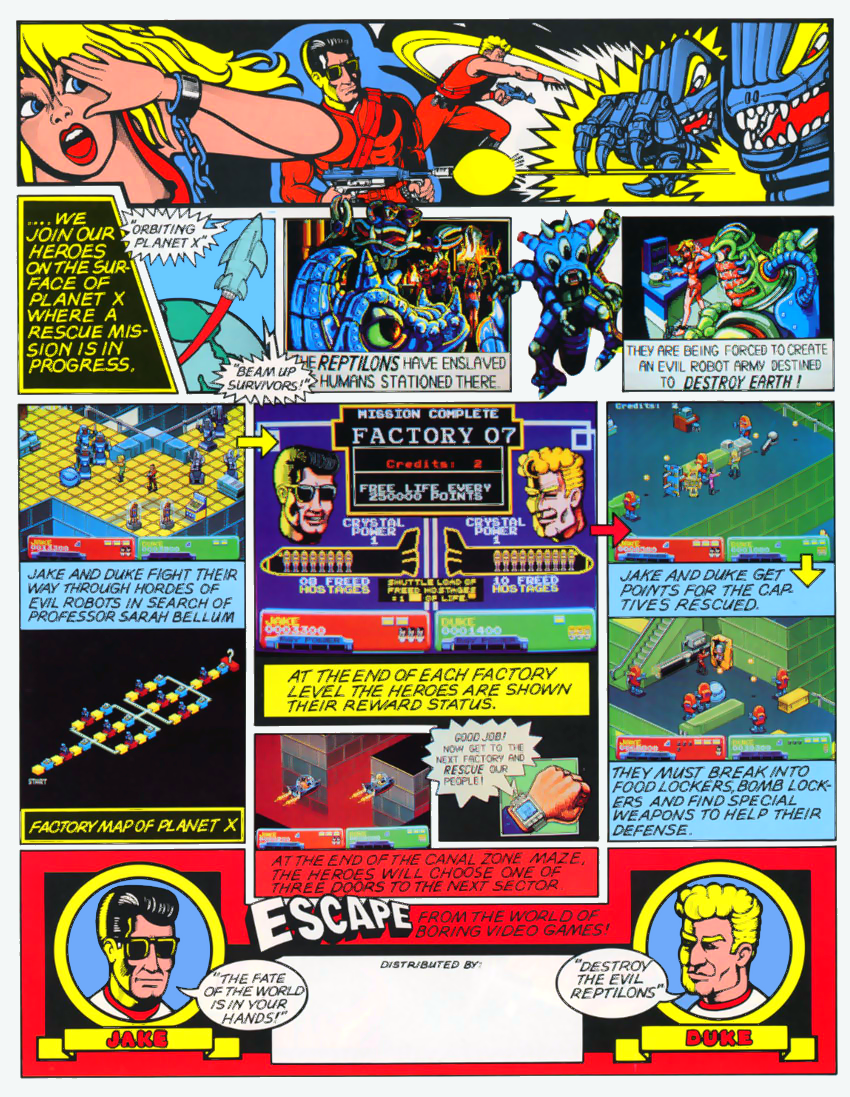 ....WE
JOIN OUR
HEROES
ON THE SUR-
FACE OF
PLANET X
WHERE A
RESCUE MIS-
SION IS IN
PROGRESS.
"ORBITING
PLANET X"
"BEAM UP
SURVIVORS!"
THE REPTILONS HAVE ENSLAVED
HUMANS STATIONED THERE.
THEY ARE BEING FORCED TO CREATE
AN EVIL ROBOT ARMY DESTINED
TO DESTROY EARTH!
JAKE
DUKE
JAKE AND DUKE FIGHT THEIR
WAY THROUGH HORDES OF
EVIL ROBOTS IN SEARCH OF
PROFESSOR SARAH BELLUM
MISSION COMPLETE
FACTORY 07
Credits: 2
FREE LIFE EVERY
250000 POINTS
CRYSTAL
POWER
1
CRYSTAL
POWER
1
08 FREED
HOSTAGES
SHUTTLE LOAD OF
FREED HOSTAGES
=1 OF LIFE
10 FREED
HOSTAGES
JAKE
0003300
DUKE
0001400
AT THE END OF EACH FACTORY
LEVEL THE HEROES ARE SHOWN
THEIR REWARD STATUS.
Credits: 2
JAKE
DUKE
JAKE AND DUKE GET
POINTS FOR THE CAP-
TIVES RESCUED.
?
START
FACTORY MAP OF PLANET X
JAKE
DUKE
GOOD JOB!
NOW GET TO THE
NEXT FACTORY AND
RESCUE OUR
PEOPLE!
AT THE END OF THE CANAL ZONE MAZE,
THE HEROES WILL CHOOSE ONE OF
THREE DOORS TO THE NEXT SECTOR
JAKE
DUKE
THEY MUST BREAK INTO
FOOD LOCKERS, BOMB LOCK-
ERS AND FIND SPECIAL
WEAPONS TO HELP THEIR
DEFENSE.
ESCAPE FROM THE WORLD OF
BORING VIDEO GAMES!
DISTRIBUTED BY:
"THE FATE
OF THE WORLD
IS IN YOUR
HANDS!"
JAKE
"DESTROY
THE EVIL
REPTILONS"
DUKE